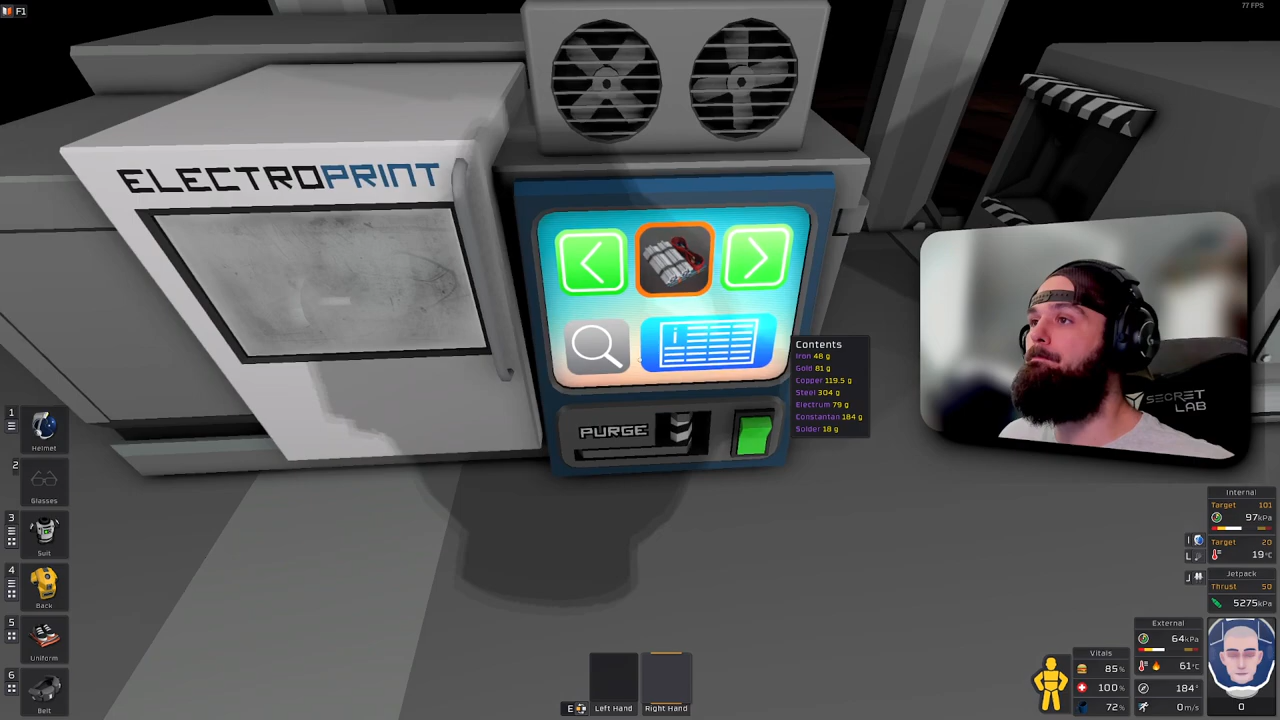 F1
77 FPS
ELECTROPRINT
Contents
Iron 48 g
Gold 81 g
Copper 119.5 g
Steel 304 g
Electrum 79 g
Constantan 184 g
Solder 18 g
PURGE
SECRET
LAB
1
Helmet
2
Glasses
3
Suit
4
Back
5
Uniform
6
Belt
E
Left Hand
Right Hand
Internal
Target 101
97kPa
Target 20
19°C
Jetpack
Thrust 50
5275kPa
External
64kPa
61°C
184°
0m/s
Vitals
85%
100%
72%
0